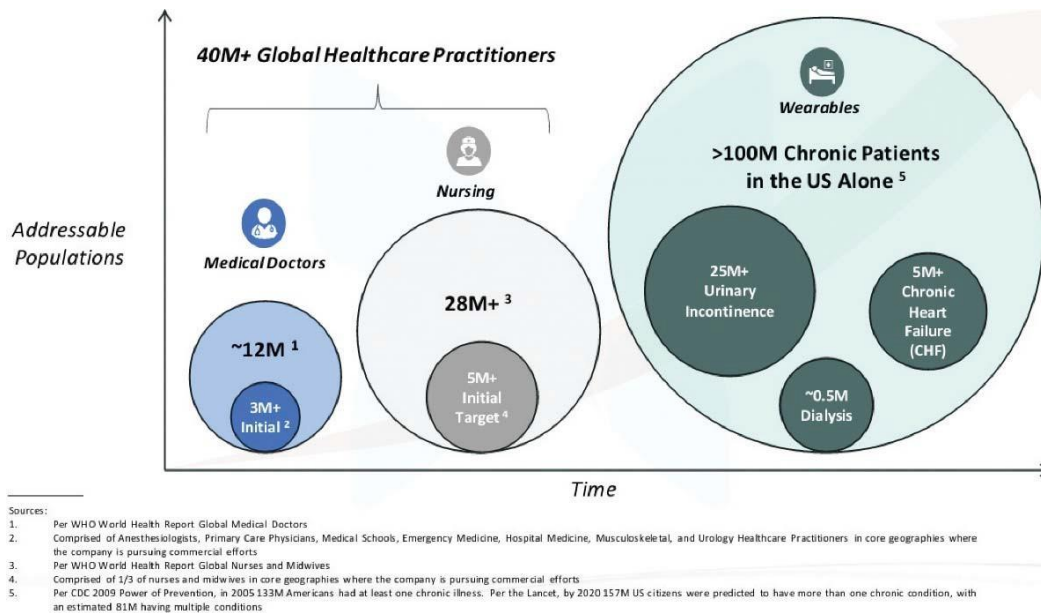 40M+ Global Healthcare Practitioners
Wearables
>100M Chronic Patients
in the US Alone 5
Nursing
Addressable
Populations
Medical Doctors
28M+ 3
25M+
Urinary
Incontinence
5M+
Chronic
Heart
Failure
(CHF)
~12M 1
5M+
Initial
Target 4
3M+
Initial 2
~0.5M
Dialysis
Time
Sources:
1. Per WHO World Health Report Global Medical Doctors
2. Comprised of Anesthesiologists, Primary Care Physicians, Medical Schools, Emergency Medicine, Hospital Medicine, Musculoskeletal, and Urology Healthcare Practitioners in core geographies where
the company is pursuing commercial efforts
3. Per WHO World Health Report Global Nurses and Midwives
4. Comprised of 1/3 of nurses and midwives in core geographies where the company is pursuing commercial efforts
5. Per CDC 2009 Power of Prevention, in 2005 133M Americans had at least one chronic illness. Per the Lancet, by 2020 157M US citizens were predicted to have more than one chronic condition, with
an estimated 81M having multiple conditions